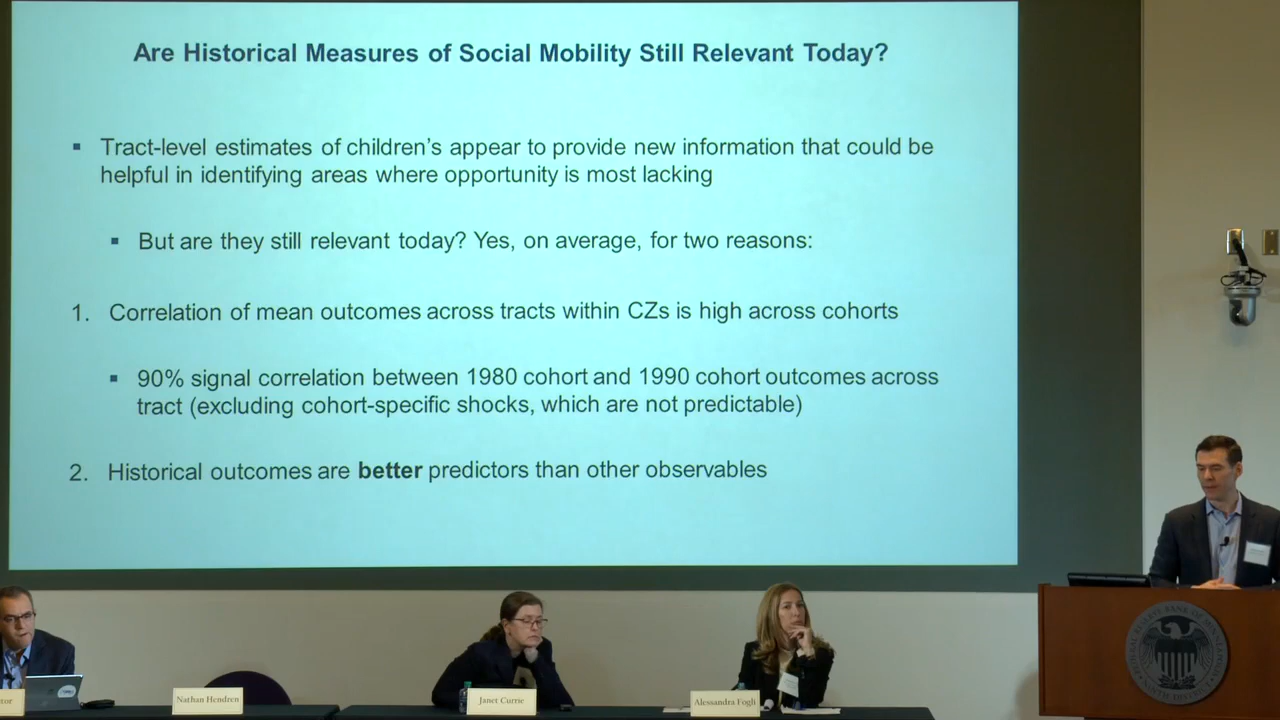 Are Historical Measures of Social Mobility Still Relevant Today?
▪ Tract-level estimates of children's appear to provide new information that could be
helpful in identifying areas where opportunity is most lacking
▪ But are they still relevant today? Yes, on average, for two reasons:
1. Correlation of mean outcomes across tracts within CZs is high across cohorts
▪ 90% signal correlation between 1980 cohort and 1990 cohort outcomes across
tract (excluding cohort-specific shocks, which are not predictable)
2. Historical outcomes are better predictors than other observables
Nathan Hendren
Janet Currie
Alessandra Fogli